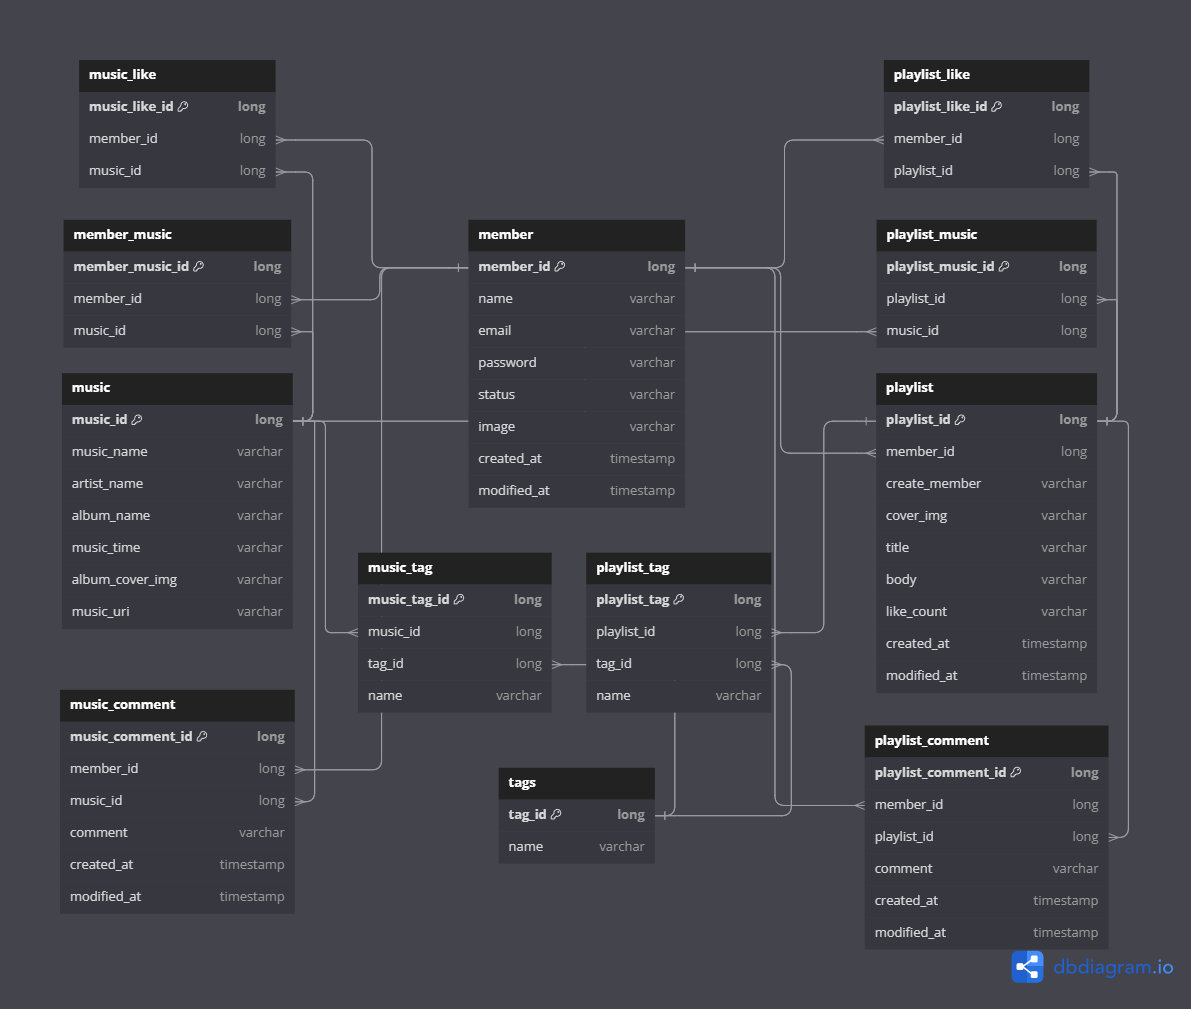 music_like
music_like_id long
member_id long
music_id long
member_music
member_music_id long
member_id long
music_id long
music
music_id long
music_name varchar
artist_name varchar
album_name varchar
music_time varchar
album_cover_img varchar
music_uri varchar
music_comment
music_comment_id long
member_id long
music_id long
comment varchar
created_at timestamp
modified_at timestamp
member
member_id long
name varchar
email varchar
password varchar
status varchar
image varchar
created_at timestamp
modified_at timestamp
music_tag
music_tag_id long
music_id long
tag_id long
name varchar
playlist_tag
playlist_tag long
playlist_id long
tag_id long
name varchar
tags
tag_id long
name varchar
playlist_like
playlist_like_id long
member_id long
playlist_id long
playlist_music
playlist_music_id long
playlist_id long
music_id long
playlist
playlist_id long
member_id long
create_member varchar
cover_img varchar
title varchar
body varchar
like_count varchar
created_at timestamp
modified_at timestamp
playlist_comment
playlist_comment_id long
member_id long
playlist_id long
comment varchar
created_at timestamp
modified_at timestamp
dbdiagram.io